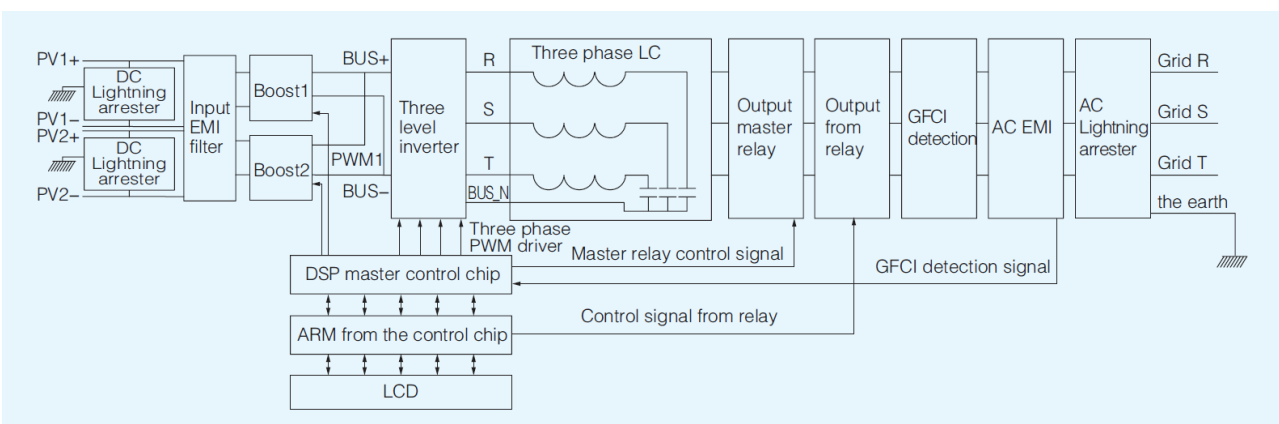 PV1+
DC
Lightning
arrester
PV1−
PV2+
DC
Lightning
arrester
PV2−
Input
EMI
filter
Boost1
Boost2
BUS+
PWM1
BUS−
Three
level
inverter
R
S
T
BUS_N
Three phase LC
Output
master
relay
Output
from
relay
GFCI
detection
AC EMI
AC
Lightning
arrester
Grid R
Grid S
Grid T
the earth
Three phase
PWM driver
Master relay control signal
GFCI detection signal
DSP master control chip
Control signal from relay
ARM from the control chip
LCD